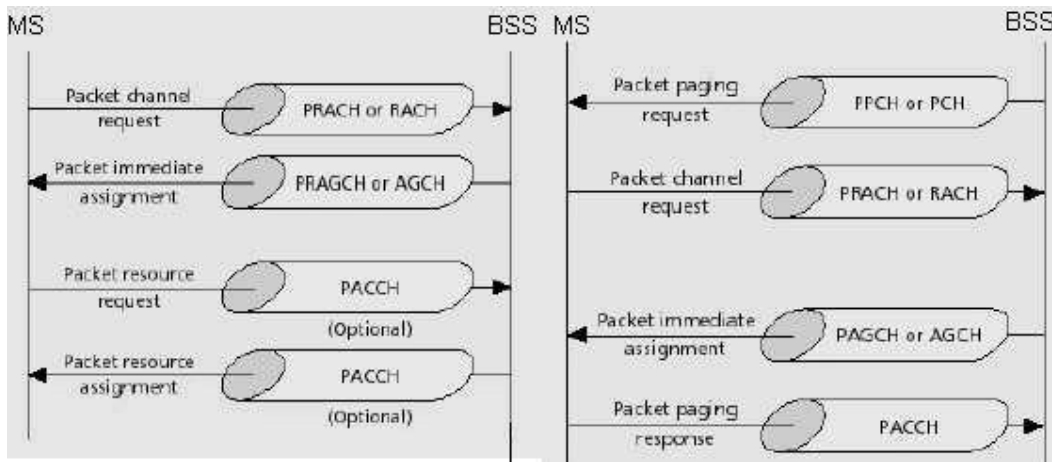 MS BSS
Packet channel
request
PRACH or RACH
Packet immediate
assignment
PRAGCH or AGCH
Packet resource
request
PACCH
(Optional)
Packet resource
assignment
PACCH
(Optional)
MS BSS
Packet paging
request
PPCH or PCH
Packet channel
request
PRACH or RACH
Packet immediate
assignment
PAGCH or AGCH
Packet paging
response
PACCH